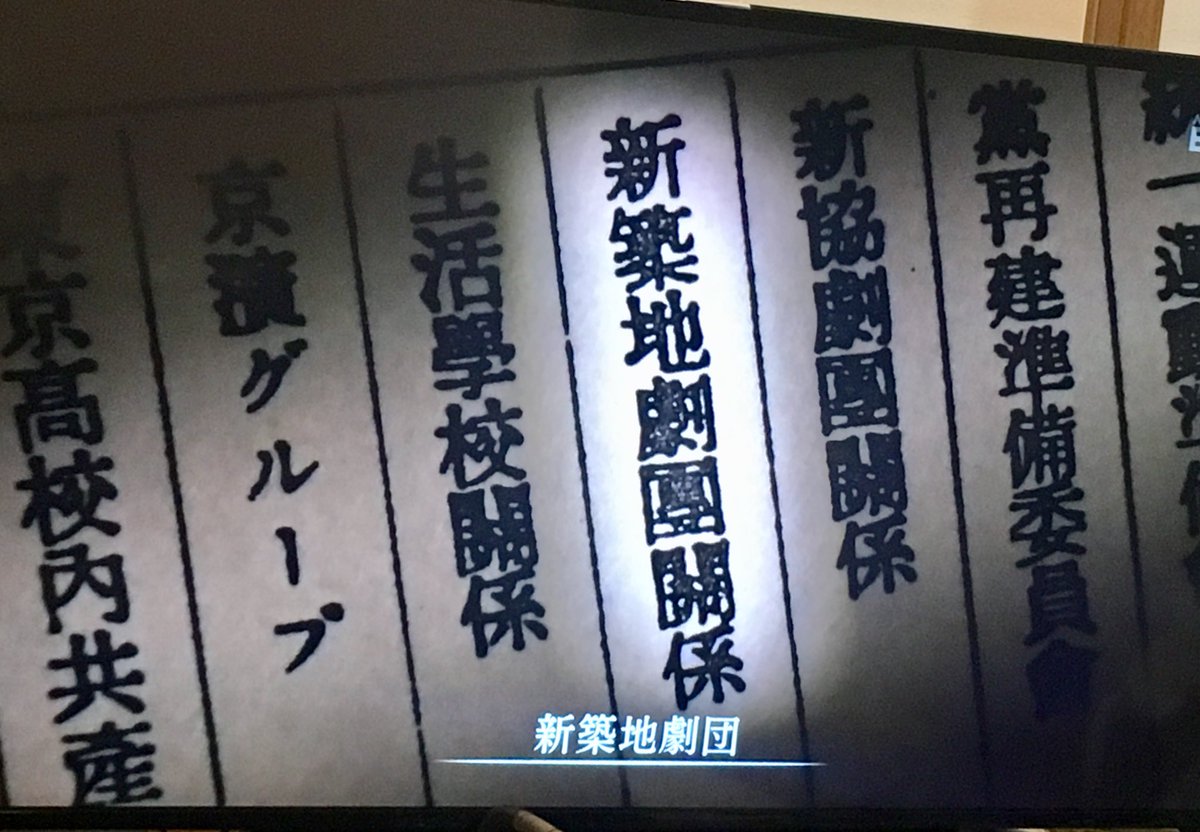 黨再建準備委員會
新協劇團關係
新築地劇團關係
生活學校關係
京濱グループ
東京高校内共産
新築地劇団